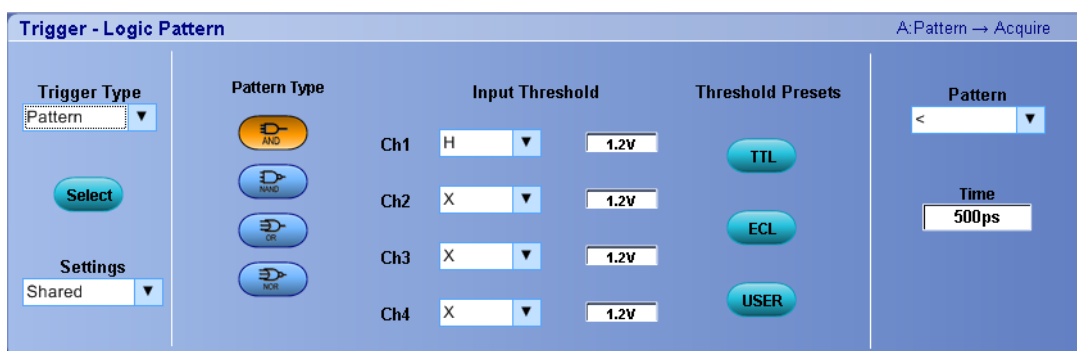 Trigger - Logic Pattern
A:Pattern → Acquire
Trigger Type
Pattern
Select
Settings
Shared
Pattern Type
AND
NAND
OR
NOR
Input Threshold
Ch1 H 1.2V
Ch2 X 1.2V
Ch3 X 1.2V
Ch4 X 1.2V
Threshold Presets
TTL
ECL
USER
Pattern
<
Time
500ps